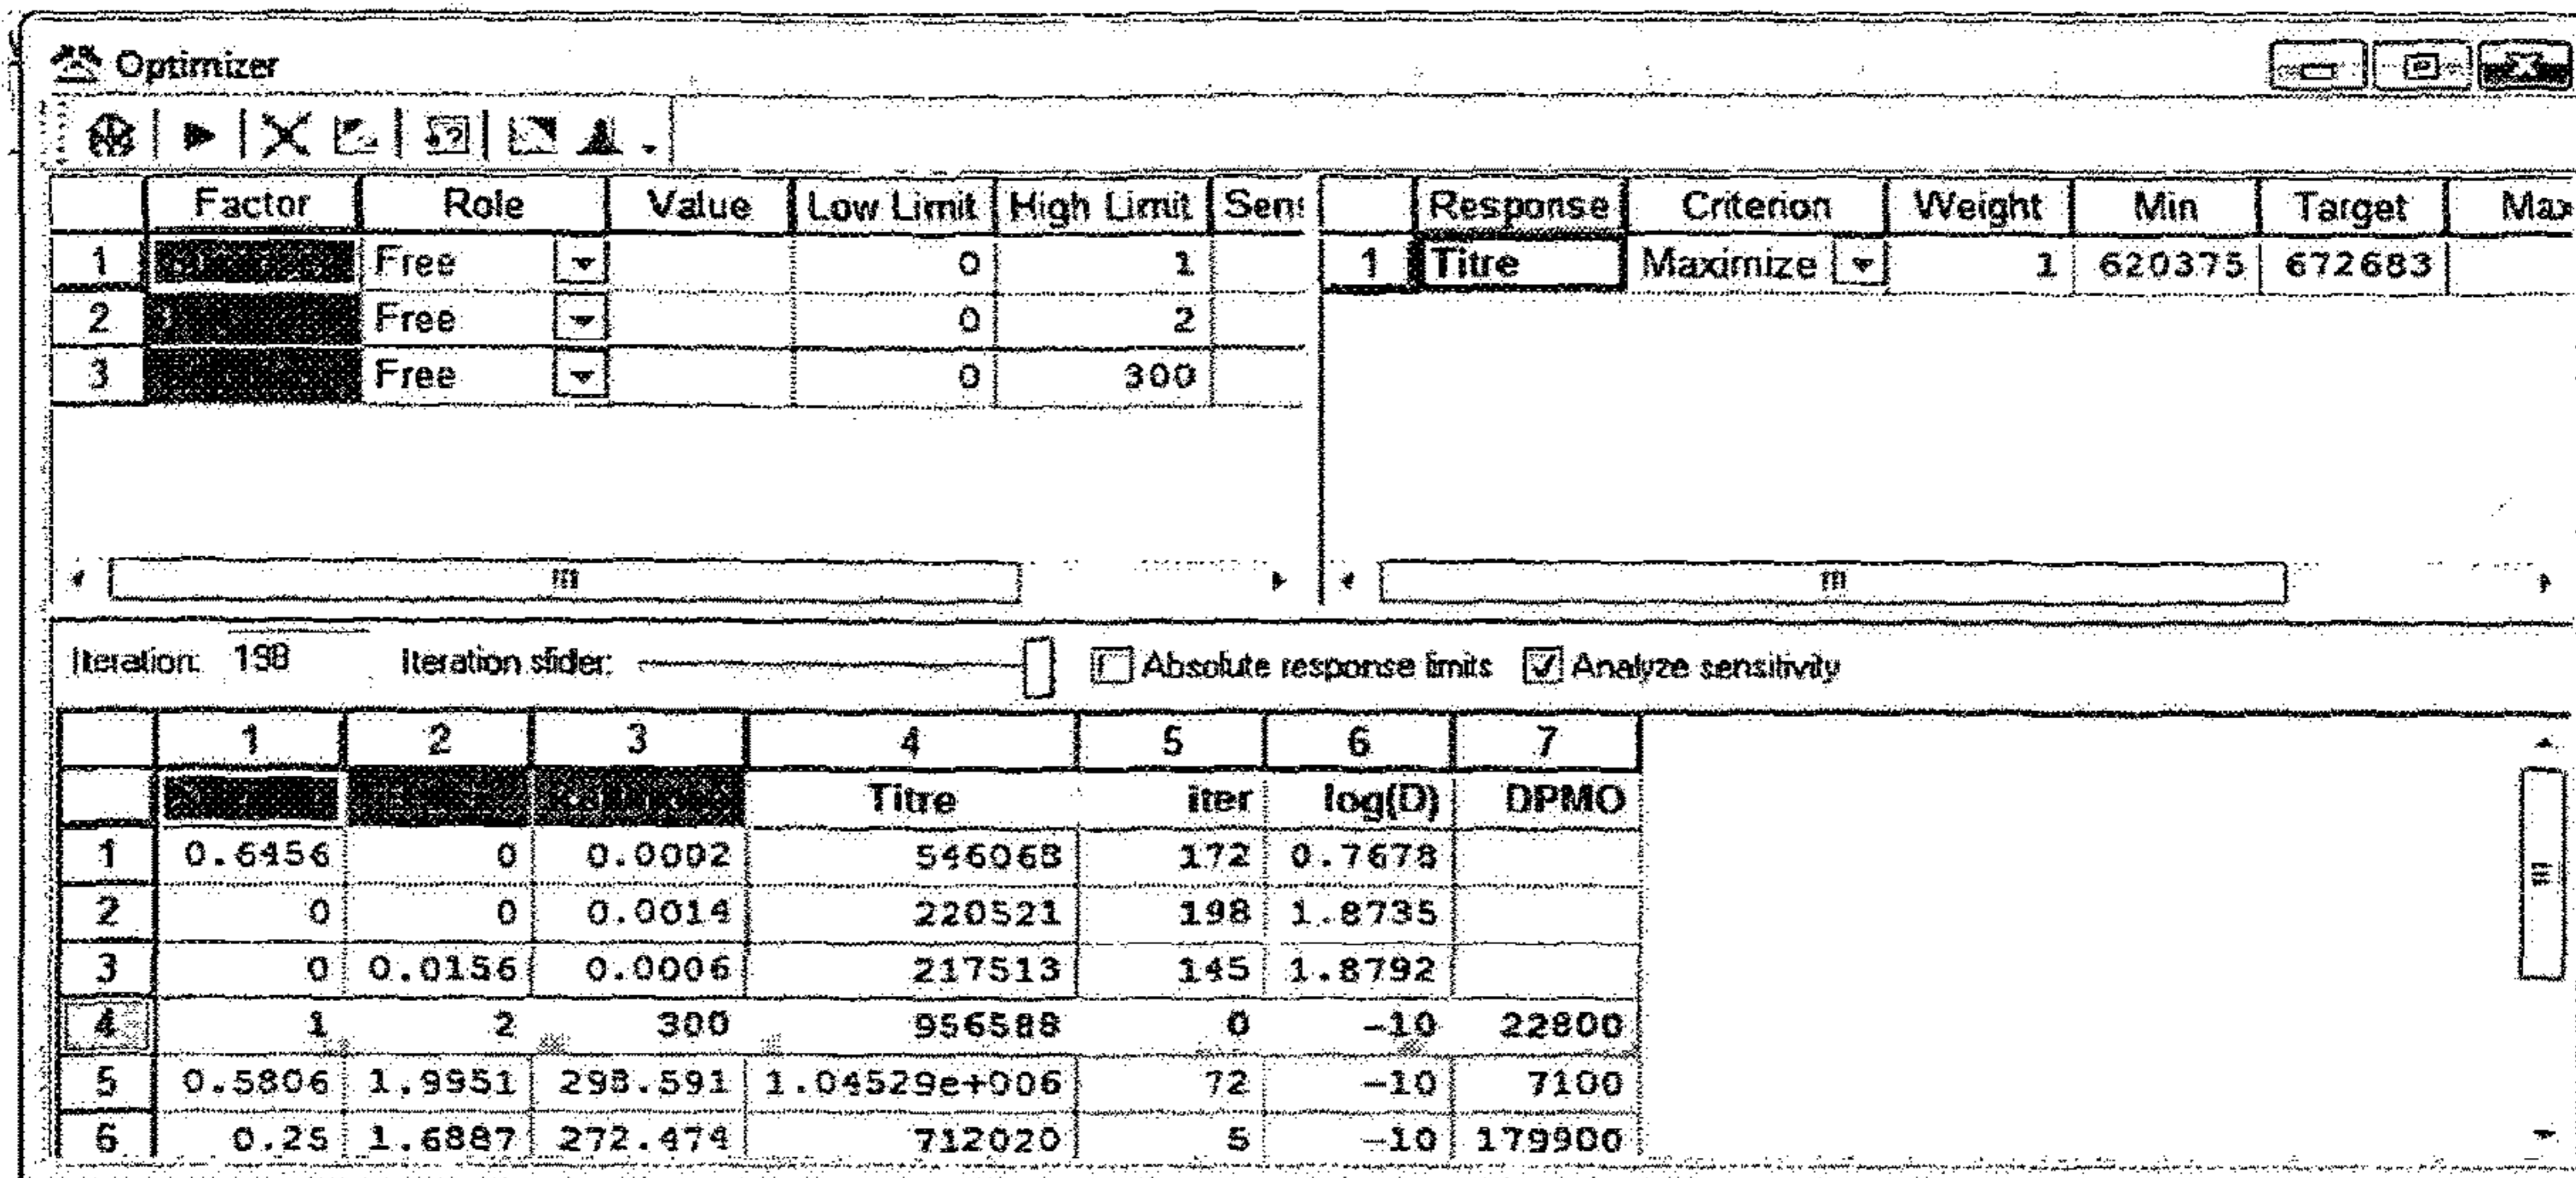 Optimizer
Factor Role Value Low Limit High Limit Sens
1 Free 0 1
2 Free 0 2
3 Free 0 300
Response Criterion Weight Min Target Max
1 Titre Maximize 1 620375 672683
Iteration: 198 Iteration slider: Absolute response limits Analyze sensitivity
1 2 3 4 5 6 7
Titre iter log(D) DPMO
1 0.6456 0 0.0002 546068 172 0.7678
2 0 0 0.0014 220521 198 1.8735
3 0 0.0156 0.0006 217513 145 1.8792
4 1 2 300 956588 0 -10 22800
5 0.5806 1.9951 298.591 1.04529e+006 72 -10 7100
6 0.25 1.6887 272.474 712020 5 -10 179900